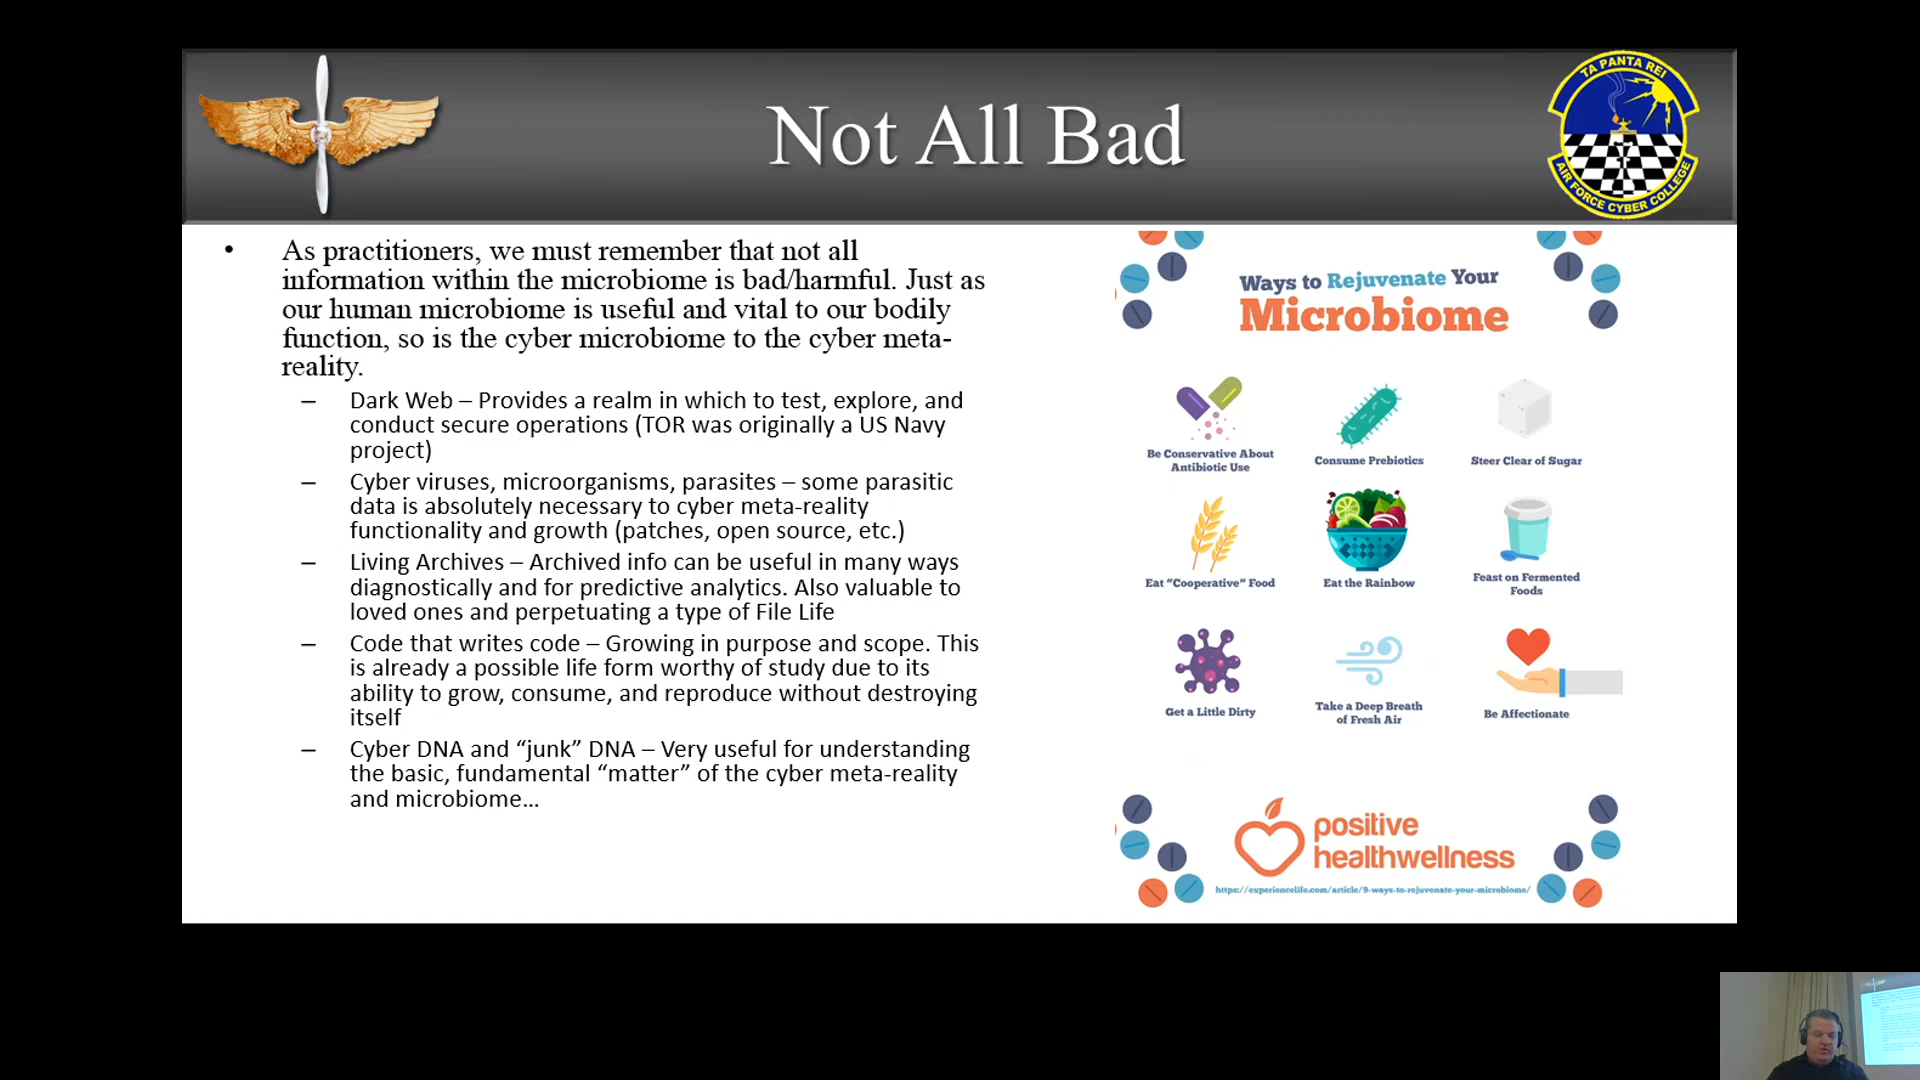 Not All Bad
TA PANTA REI
AIR FORCE CYBER COLLEGE
• As practitioners, we must remember that not all
information within the microbiome is bad/harmful. Just as
our human microbiome is useful and vital to our bodily
function, so is the cyber microbiome to the cyber meta-
reality.
– Dark Web – Provides a realm in which to test, explore, and
conduct secure operations (TOR was originally a US Navy
project)
– Cyber viruses, microorganisms, parasites – some parasitic
data is absolutely necessary to cyber meta-reality
functionality and growth (patches, open source, etc.)
– Living Archives – Archived info can be useful in many ways
diagnostically and for predictive analytics. Also valuable to
loved ones and perpetuating a type of File Life
– Code that writes code – Growing in purpose and scope. This
is already a possible life form worthy of study due to its
ability to grow, consume, and reproduce without destroying
itself
– Cyber DNA and “junk” DNA – Very useful for understanding
the basic, fundamental “matter” of the cyber meta-reality
and microbiome…
Ways to Rejuvenate Your
Microbiome
Be Conservative About
Antibiotic Use
Consume Prebiotics
Steer Clear of Sugar
Eat “Cooperative” Food
Eat the Rainbow
Feast on Fermented
Foods
Get a Little Dirty
Take a Deep Breath
of Fresh Air
Be Affectionate
positive
healthwellness
https://experiencelife.com/article/9-ways-to-rejuvenate-your-microbiome/